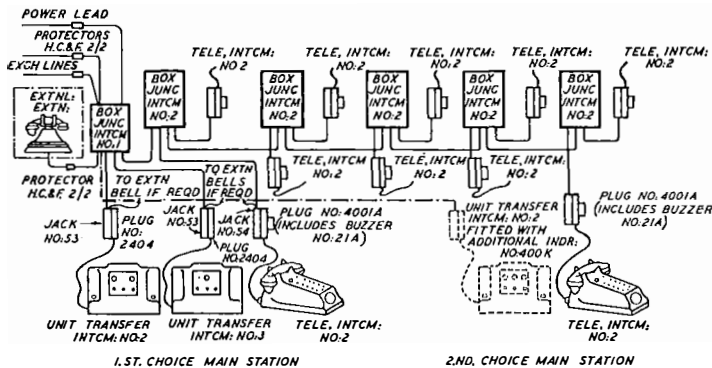 POWER LEAD
PROTECTORS
H.C.& F. 2/2
EXCH LINES
EXTNL:
EXTN:
BOX
JUNC
INTCM
NO:1
PROTECTOR
H.C.& F. 2/2
BOX
JUNC
INTCM
NO:2
TELE, INTCM:
NO:2
BOX
JUNC
INTCM
NO:2
TELE, INTCM:
NO:2
BOX
JUNC
INTCM
NO:2
TELE, INTCM:
NO:2
BOX
JUNC
INTCM
NO:2
TELE, INTCM:
NO:2
BOX
JUNC
INTCM
NO:2
TELE, INTCM:
NO:2
TELE, INTCM:
NO:2
TELE, INTCM:
NO:2
TELE, INTCM:
NO:2
TO EXTN
BELL IF REQD
TO EXTN
BELLS
IF REQD
JACK
NO:53
PLUG
NO:
2404
JACK
NO:53
PLUG
NO:2404
JACK
NO:54
PLUG NO:4001A
(INCLUDES BUZZER
NO:21A)
UNIT TRANSFER
INTCM: NO:2
FITTED WITH
ADDITIONAL INDR:
NO:400K
PLUG NO:4001A
(INCLUDES BUZZER
NO:21A)
UNIT TRANSFER
INTCM: NO:2
UNIT TRANSFER
INTCM: NO:3
TELE, INTCM:
NO:2
TELE, INTCM:
NO:2
1.ST. CHOICE MAIN STATION
2.ND, CHOICE MAIN STATION